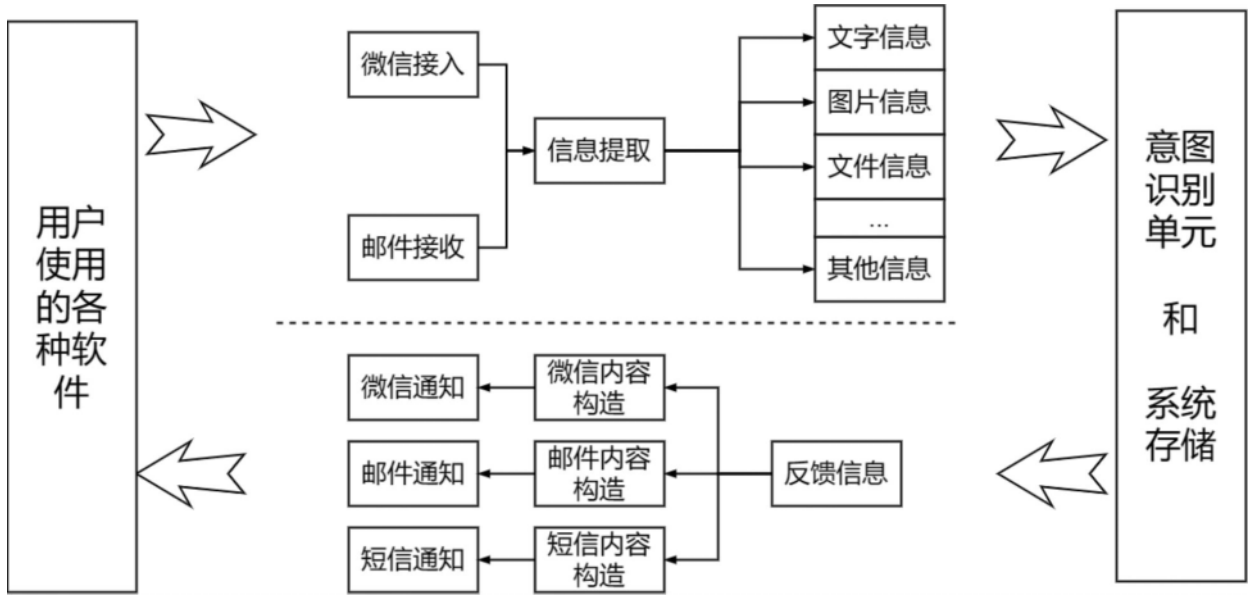 用户
使用
的各
种软
件
微信接入
邮件接收
信息提取
文字信息
图片信息
文件信息
...
其他信息
微信通知
邮件通知
短信通知
微信内容
构造
邮件内容
构造
短信内容
构造
反馈信息
意图
识别
单元
和
系统
存储